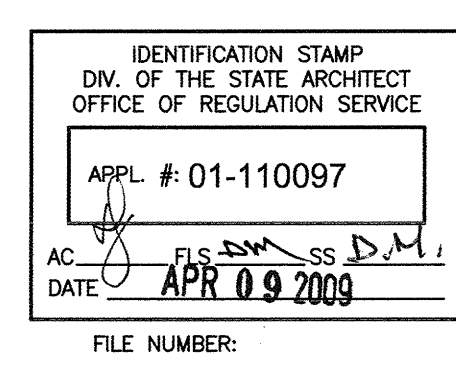 IDENTIFICATION STAMP
DIV. OF THE STATE ARCHITECT
OFFICE OF REGULATION SERVICE
APPL. #: 01-110097
AC FLS DM SS D.M.
DATE APR 09 2009
FILE NUMBER: